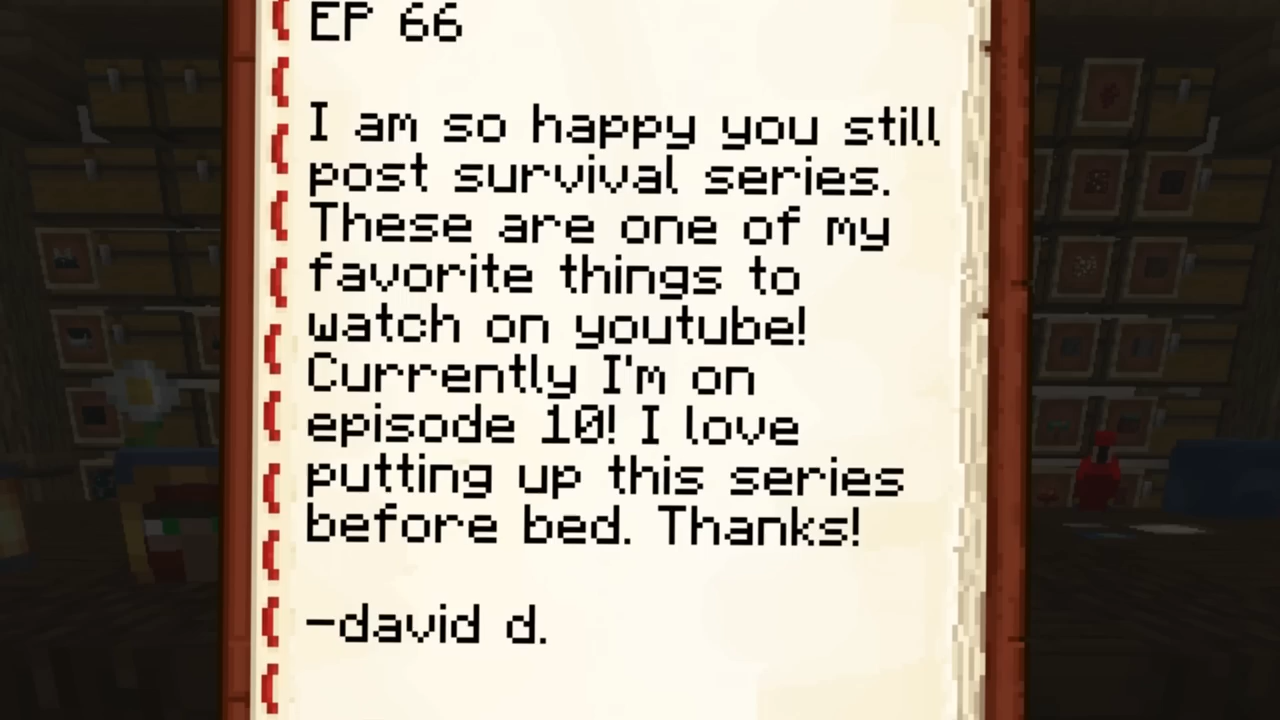 EP 66
I am so happy you still
post survival series.
These are one of my
favorite things to
watch on youtube!
Currently I'm on
episode 10! I love
putting up this series
before bed. Thanks!
-david d.